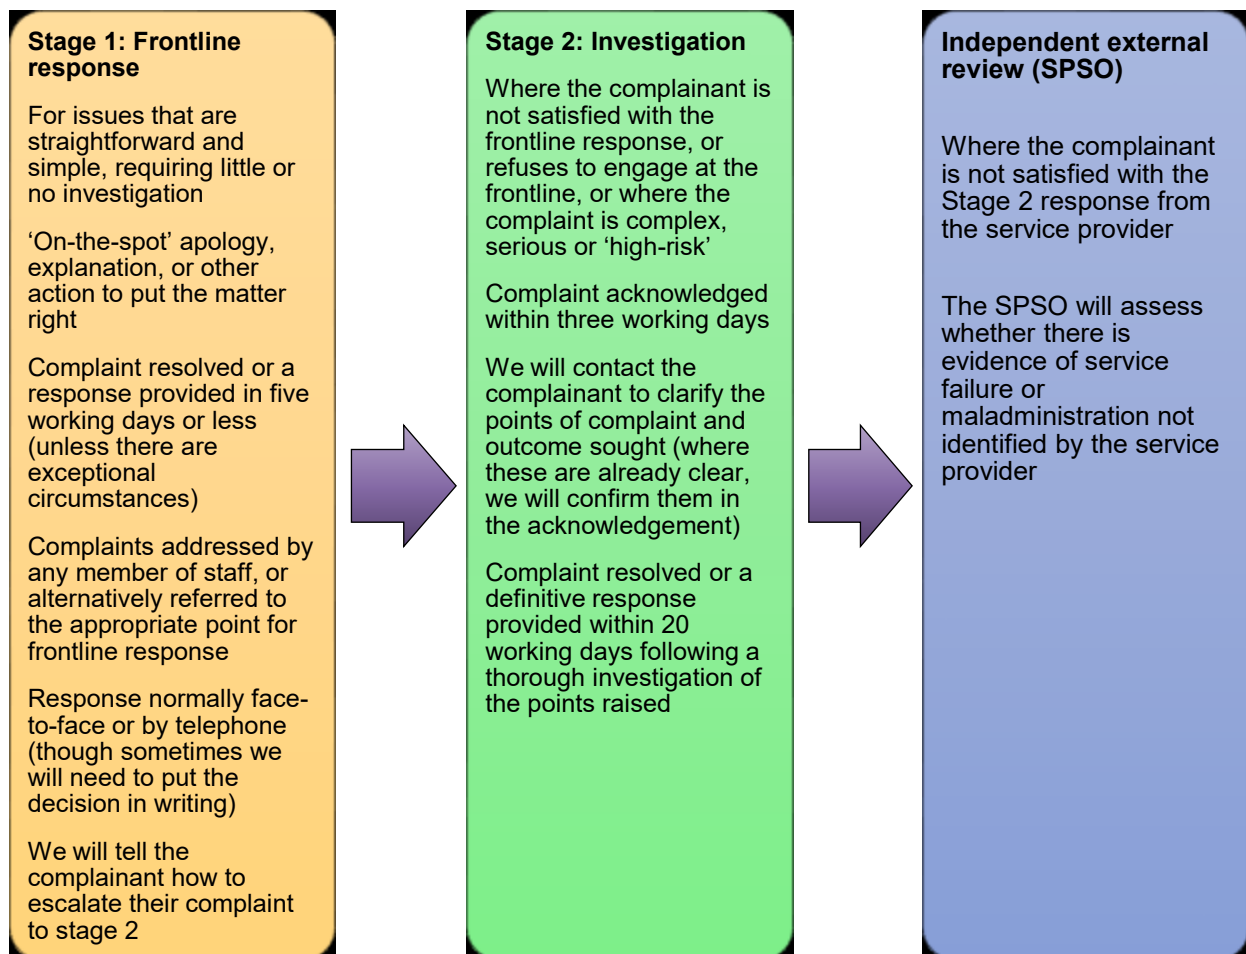 Stage 1: Frontline
response
For issues that are
straightforward and
simple, requiring little or
no investigation
‘On-the-spot’ apology,
explanation, or other
action to put the matter
right
Complaint resolved or a
response provided in five
working days or less
(unless there are
exceptional
circumstances)
Complaints addressed by
any member of staff, or
alternatively referred to
the appropriate point for
frontline response
Response normally face-
to-face or by telephone
(though sometimes we
will need to put the
decision in writing)
We will tell the
complainant how to
escalate their complaint
to stage 2
Stage 2: Investigation
Where the complainant is
not satisfied with the
frontline response, or
refuses to engage at the
frontline, or where the
complaint is complex,
serious or ‘high-risk’
Complaint acknowledged
within three working days
We will contact the
complainant to clarify the
points of complaint and
outcome sought (where
these are already clear,
we will confirm them in
the acknowledgement)
Complaint resolved or a
definitive response
provided within 20
working days following a
thorough investigation of
the points raised
Independent external
review (SPSO)
Where the complainant
is not satisfied with the
Stage 2 response from
the service provider
The SPSO will assess
whether there is
evidence of service
failure or
maladministration not
identified by the service
provider